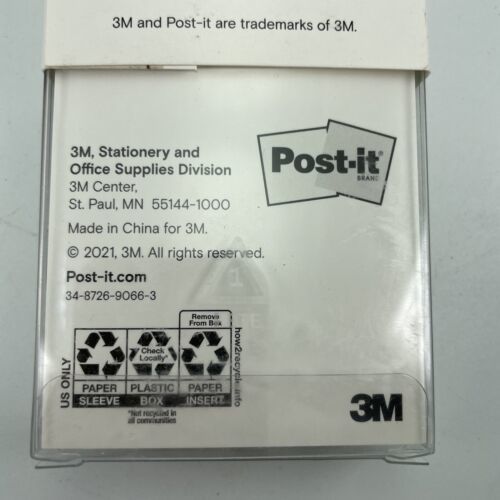 3M and Post-it are trademarks of 3M.
Post-it
BRAND
3M, Stationery and
Office Supplies Division
3M Center,
St. Paul, MN 55144-1000
Made in China for 3M.
© 2021, 3M. All rights reserved.
Post-it.com
34-8726-9066-3
1
US ONLY
Remove
From Box
Check
Locally*
PAPER PLASTIC PAPER
SLEEVE BOX INSERT
*Not recycled in
all communities
how2recycle.info
3M